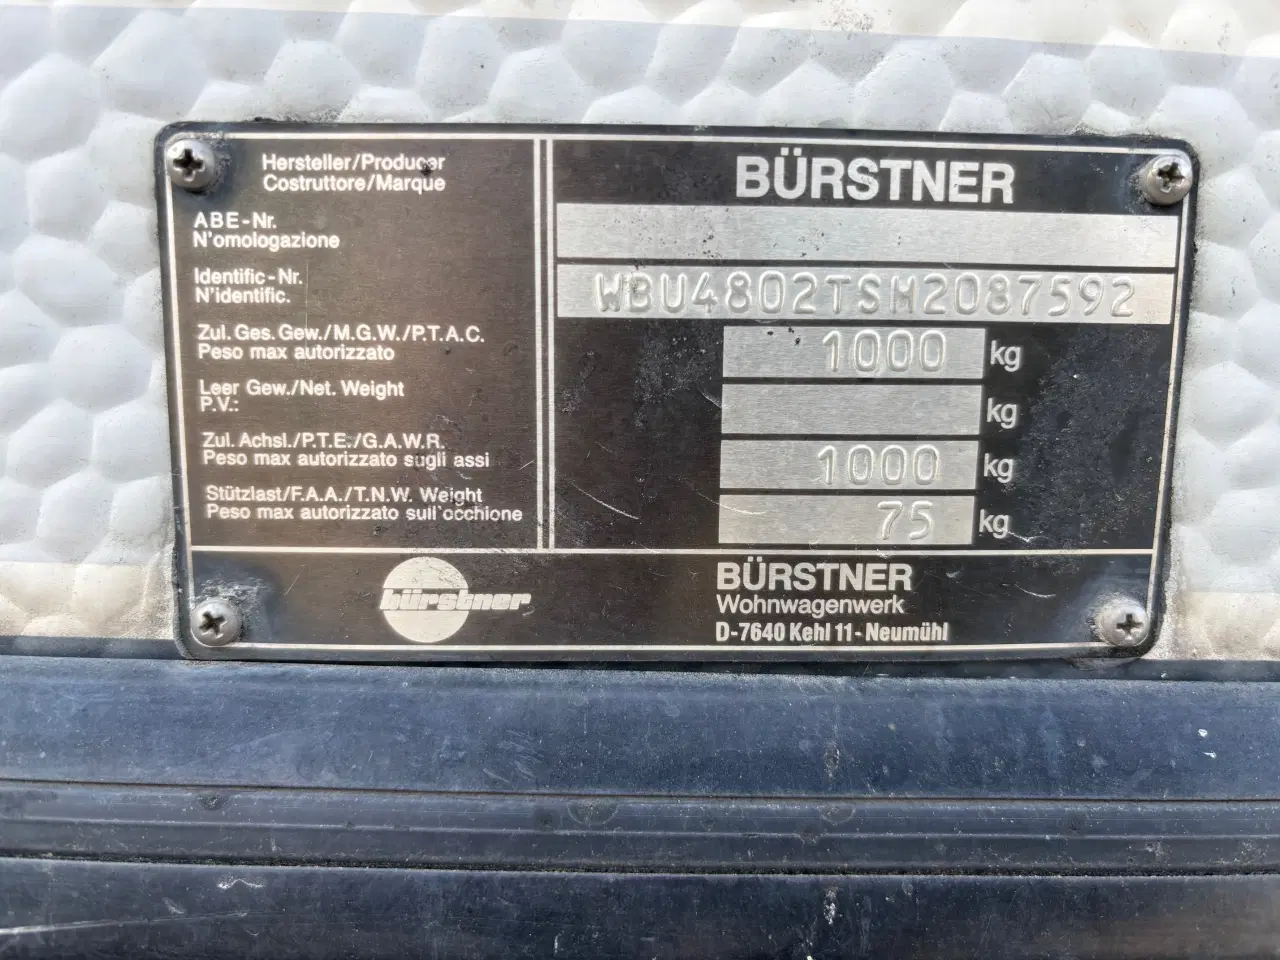 Hersteller/Producer
Costruttore/Marque
BÜRSTNER
ABE-Nr.
N'omologazione
Identific-Nr.
N'identific.
WBU4802TSM2087592
Zul. Ges. Gew./M.G.W./P.T.A.C.
Peso max autorizzato
1000 kg
Leer Gew./Net. Weight
P.V.:
kg
Zul. Achsl./P.T.E./G.A.W.R.
Peso max autorizzato sugli assi
1000 kg
Stützlast/F.A.A./T.N.W. Weight
Peso max autorizzato sull'occhione
75 kg
bürstner
BÜRSTNER
Wohnwagenwerk
D-7640 Kehl 11-Neumühl